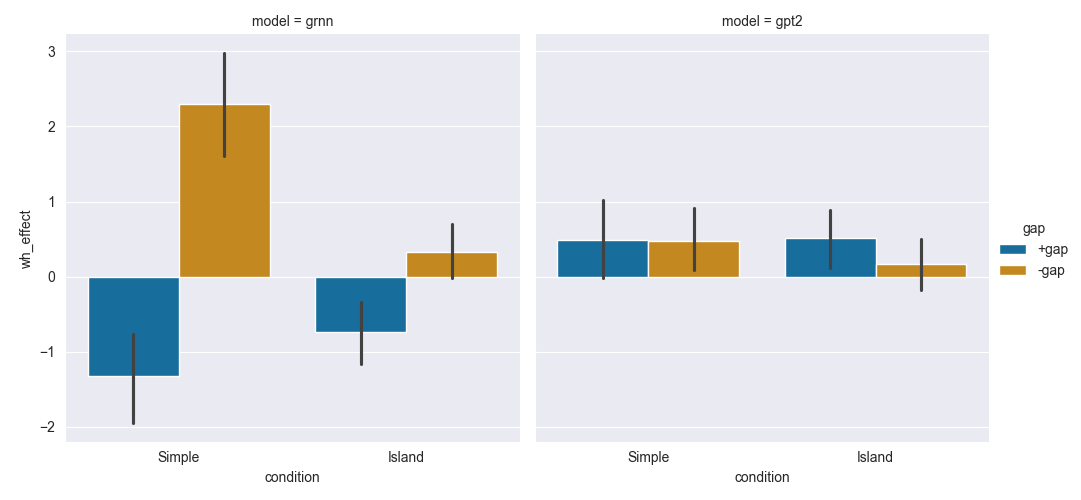 model = grnn
model = gpt2
wh_effect
3
2
1
0
−1
−2
Simple
Island
condition
Simple
Island
condition
gap
+gap
-gap